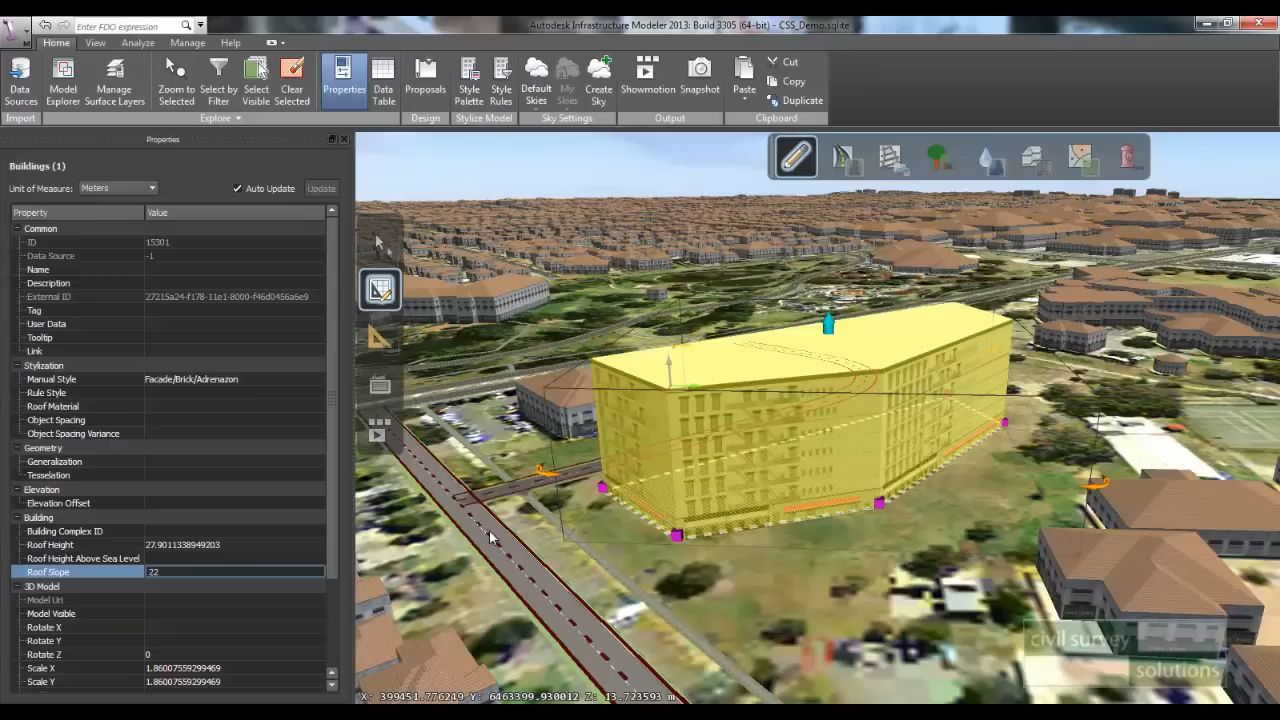 Enter FDO expression
Autodesk Infrastructure Modeler 2013: Build 3305 (64-bit) - CSS_Demo.sqlite
Home View Analyze Manage Help
Data Sources
Model Explorer
Manage Surface Layers
Zoom to Selected
Select by Filter
Select Visible
Clear Selected
Properties
Data Table
Proposals
Style Palette
Style Rules
Default Skies
My Skies
Create Sky
Showmotion
Snapshot
Paste
Cut
Copy
Duplicate
Import
Explore
Design
Stylize Model
Sky Settings
Output
Clipboard
Properties
Buildings (1)
Unit of Measure: Meters Auto Update Update
Property Value
Common
ID 15301
Data Source -1
Name
Description
External ID 27215a24-f178-11e1-8000-f46d0456a6e9
Tag
User Data
Tooltip
Link
Stylization
Manual Style Facade/Brick/Adrenazon
Rule Style
Roof Material
Object Spacing
Object Spacing Variance
Geometry
Generalization
Tesselation
Elevation
Elevation Offset
Building
Building Complex ID
Roof Height 27.9011338949203
Roof Height Above Sea Level
Roof Slope 22
3D Model
Model Uri
Model Visible
Rotate X
Rotate Y
Rotate Z 0
Scale X 1.86007559299469
Scale Y 1.86007559299469
X: 399451.776249 Y: 6463399.930012 Z: 13.723593 m
civil survey
solutions